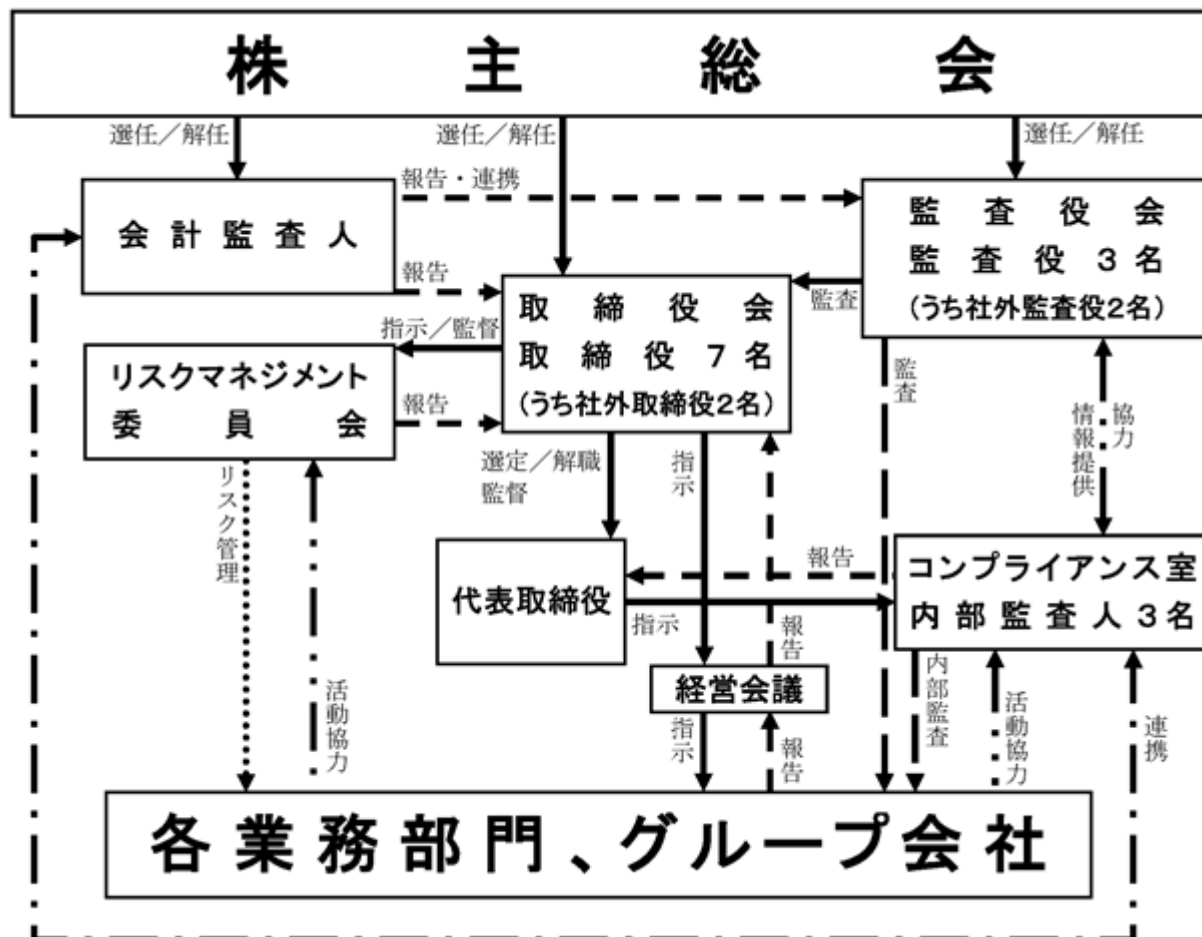 株主総会
選任／解任
選任／解任
選任／解任
会計監査人
報告・連携
監査役会
監査役3名
(うち社外監査役2名)
報告
監査
取締役会
取締役7名
(うち社外取締役2名)
指示／監督
リスクマネジメント
委員会
報告
監査
協力
情報提供
選定／解職
監督
指示
リスク管理
代表取締役
報告
コンプライアンス室
内部監査人3名
指示
報告
経営会議
活動協力
指示
報告
内部監査
活動協力
連携
各業務部門、グループ会社